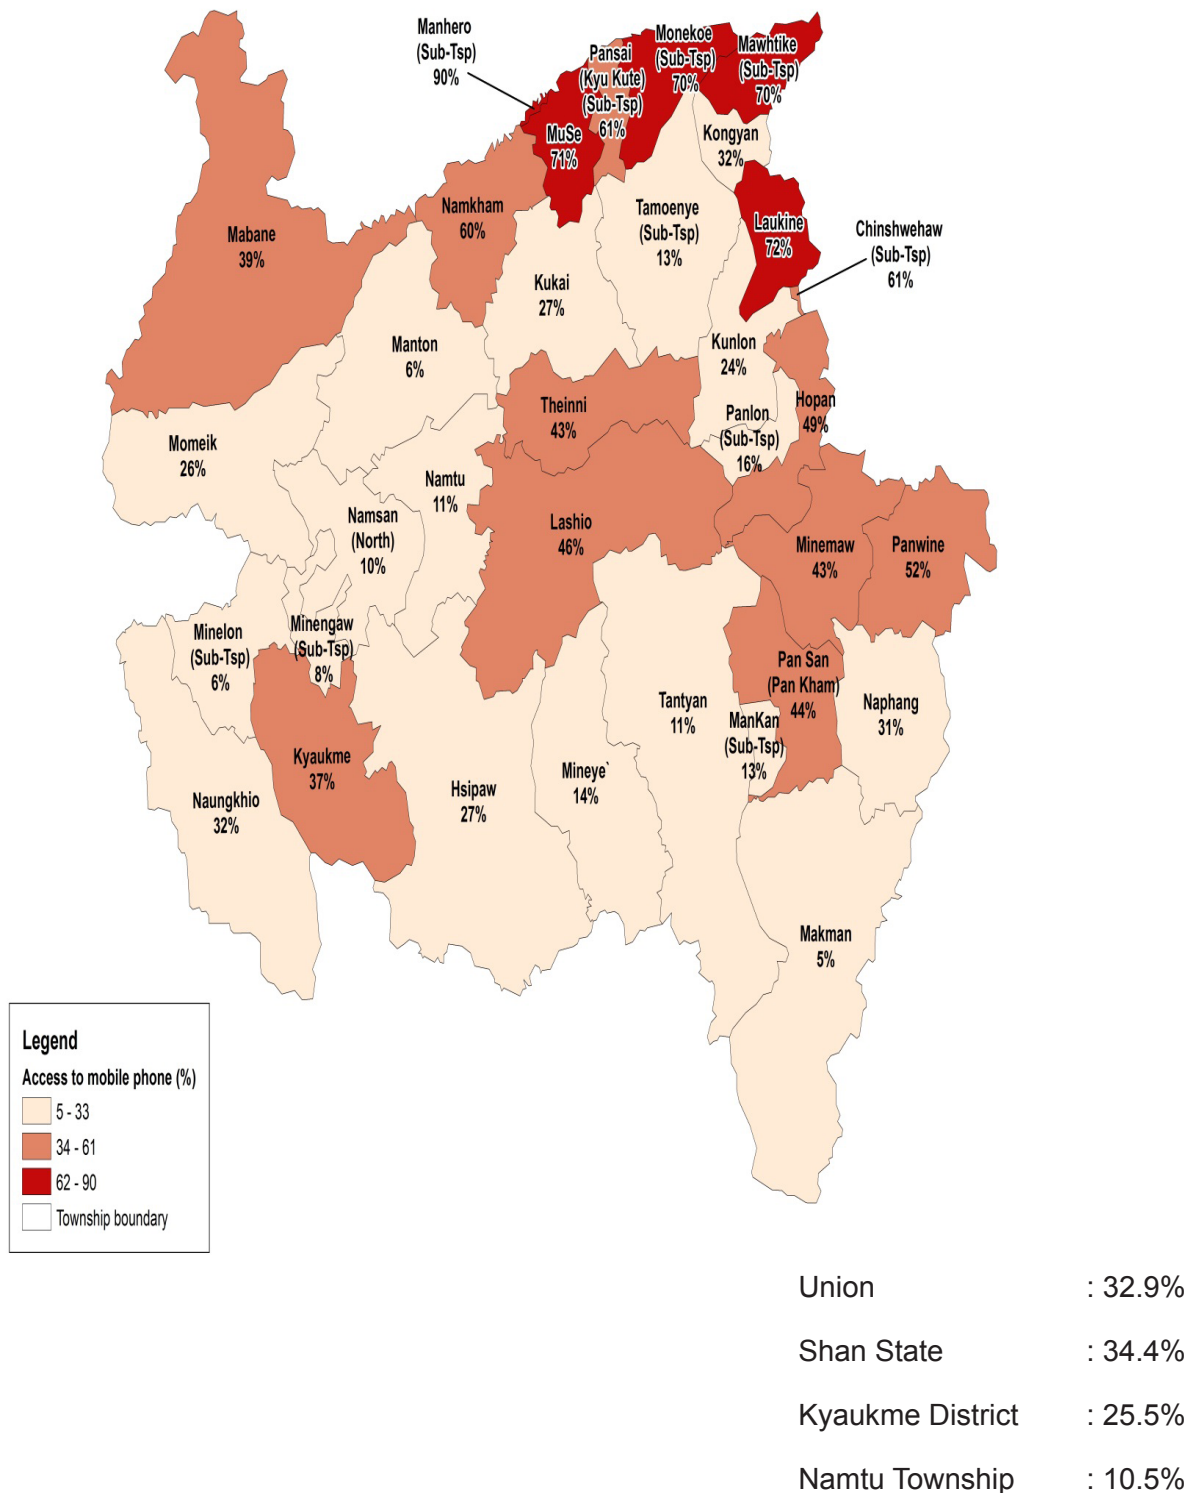 Manhero
(Sub-Tsp)
90%
Pansai
(Kyu Kute)
(Sub-Tsp)
61%
Monekoe
(Sub-Tsp)
70%
Mawhtike
(Sub-Tsp)
70%
MuSe
71%
Kongyan
32%
Namkham
60%
Mabane
39%
Tamoenye
(Sub-Tsp)
13%
Laukine
72%
Chinshwehaw
(Sub-Tsp)
61%
Kukai
27%
Manton
6%
Kunlon
24%
Theinni
43%
Hopan
49%
Panlon
(Sub-Tsp)
16%
Momeik
26%
Namtu
11%
Namsan
(North)
10%
Lashio
46%
Minemaw
43%
Panwine
52%
Minelon
(Sub-Tsp)
6%
Minengaw
(Sub-Tsp)
8%
Pan San
(Pan Kham)
44%
Naphang
31%
Tantyan
11%
ManKan
(Sub-Tsp)
13%
Kyaukme
37%
Hsipaw
27%
Mineye`
14%
Naungkhio
32%
Makman
5%
Legend
Access to mobile phone (%)
5 - 33
34 - 61
62 - 90
Township boundary
Union : 32.9%
Shan State : 34.4%
Kyaukme District : 25.5%
Namtu Township : 10.5%